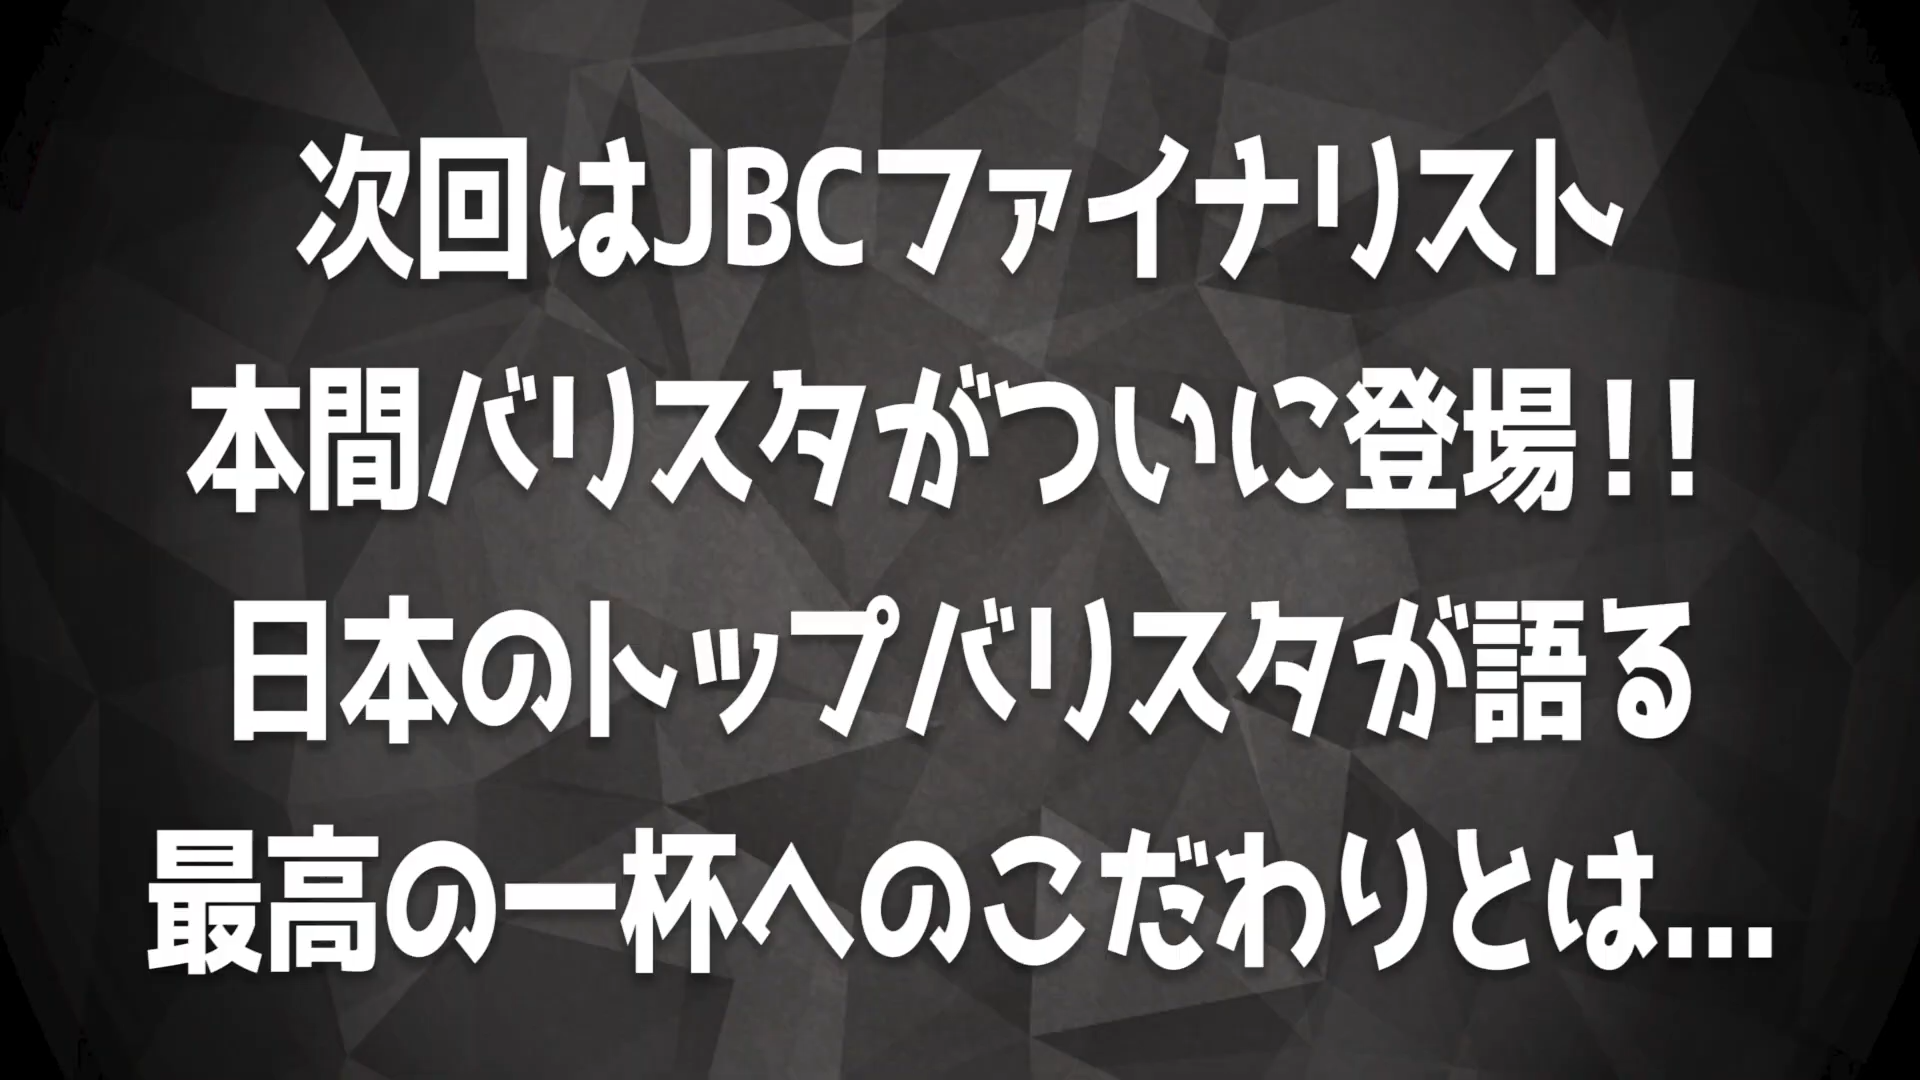 次回はJBCファイナリスト
本間バリスタがついに登場!!
日本のトップバリスタが語る
最高の一杯へのこだわりとは...